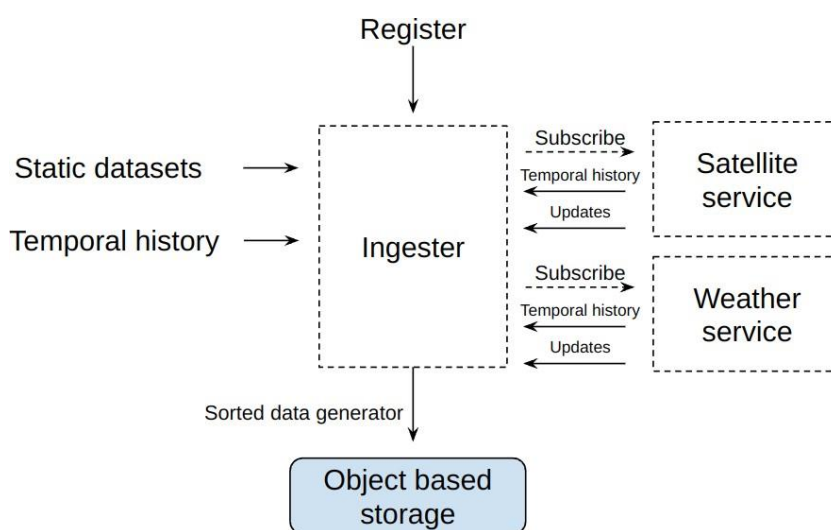 Register
Static datasets
Temporal history
Ingester
Subscribe
Temporal history
Updates
Satellite
service
Subscribe
Temporal history
Updates
Weather
service
Sorted data generator
Object based
storage